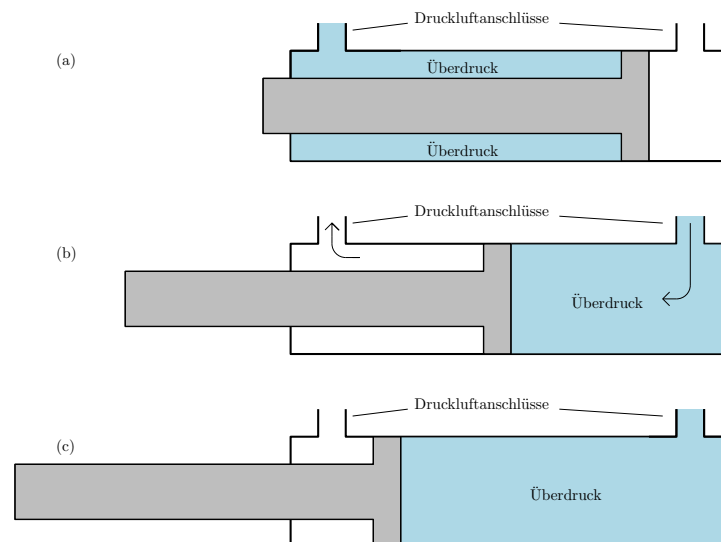 Druckluftanschlüsse
(a)
Überdruck
Überdruck
Druckluftanschlüsse
(b)
Überdruck
Druckluftanschlüsse
(c)
Überdruck